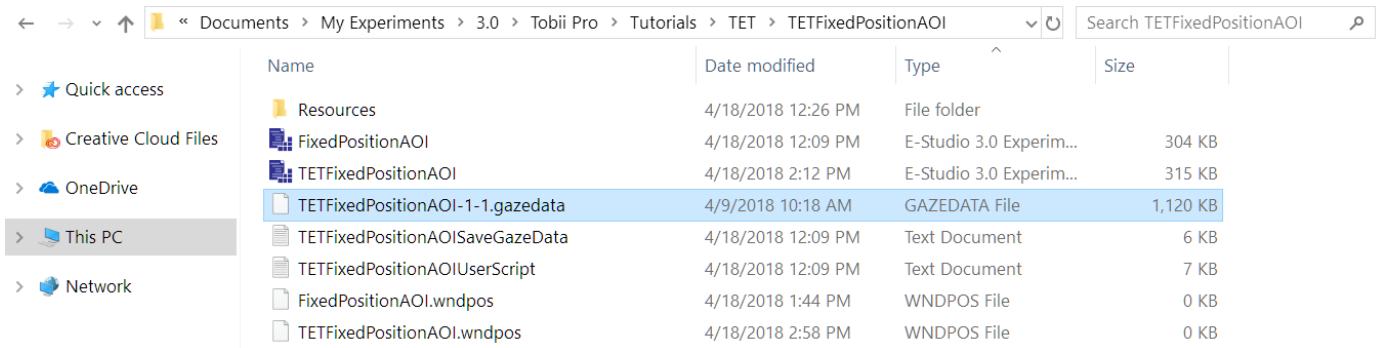 « Documents > My Experiments > 3.0 > Tobii Pro > Tutorials > TET > TETFixedPositionAOI Search TETFixedPositionAOI
Name Date modified Type Size
Quick access
Creative Cloud Files
OneDrive
This PC
Network
Resources 4/18/2018 12:26 PM File folder
FixedPositionAOI 4/18/2018 12:09 PM E-Studio 3.0 Experim... 304 KB
TETFixedPositionAOI 4/18/2018 2:12 PM E-Studio 3.0 Experim... 315 KB
TETFixedPositionAOI-1-1.gazedata 4/9/2018 10:18 AM GAZEDATA File 1,120 KB
TETFixedPositionAOISaveGazeData 4/18/2018 12:09 PM Text Document 6 KB
TETFixedPositionAOIUserScript 4/18/2018 12:09 PM Text Document 7 KB
FixedPositionAOI.wndpos 4/18/2018 1:44 PM WNDPOS File 0 KB
TETFixedPositionAOI.wndpos 4/18/2018 2:58 PM WNDPOS File 0 KB